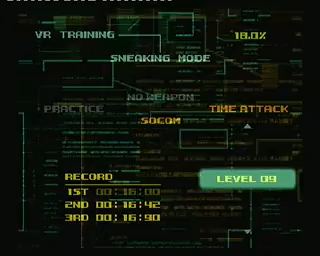 VR TRAINING
18.0%
SNEAKING MODE
NO WEAPON
PRACTICE
TIME ATTACK
SOCOM
RECORD
LEVEL 09
1ST 00:16:00
2ND 00:16:42
3RD 00:16:90